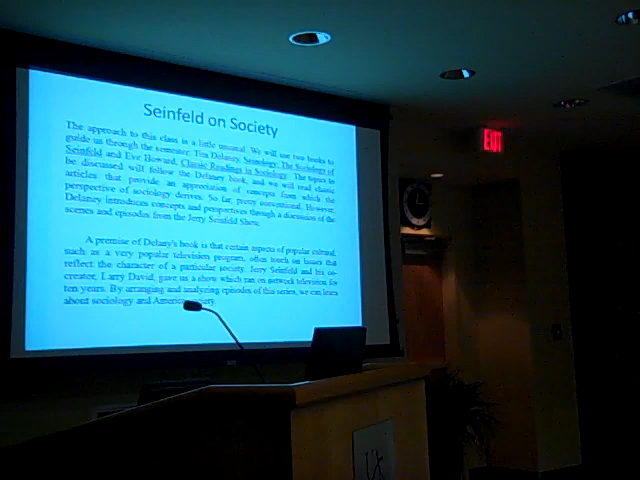 Seinfeld on Society
The approach to this class is a little unusual. We will use two books to
guide us through the semester: Tim Delaney, Seinology: The Sociology of
Seinfeld and Eve Howard, Classic Readings in Sociology. The topics to
be discussed will follow the Delaney book, and we will read classic
articles that provide an appreciation of concepts from which the
perspective of sociology derives. So far, pretty conventional. However,
Delaney introduces concepts and perspectives through a discussion of the
scenes and episodes from the Jerry Seinfeld Show.
A premise of Delany's book is that certain aspects of popular cultural,
such as a very popular television program, often touch on issues that
reflect the character of a particular society. Jerry Seinfeld and his co-
creator, Larry David, gave us a show which ran on network television for
ten years. By arranging and analyzing episodes of this series, we can learn
about sociology and American society.
EXIT